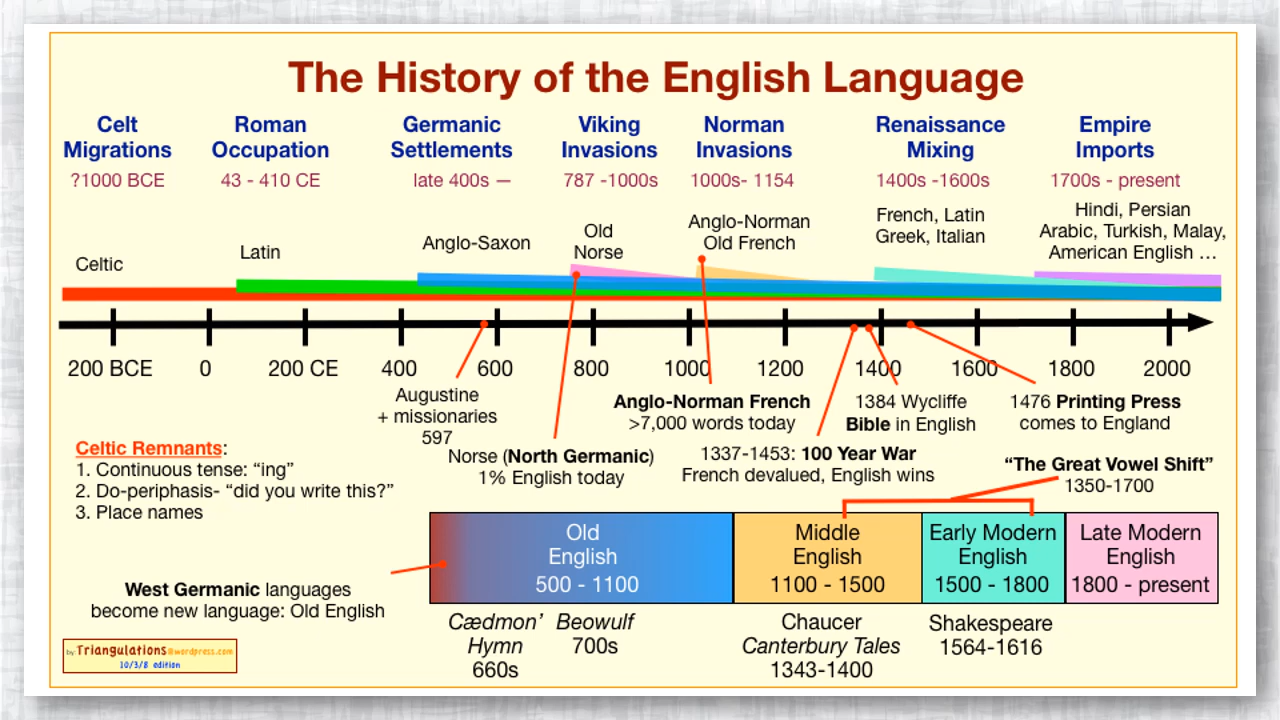 The History of the English Language
Celt
Migrations
?1000 BCE
Roman
Occupation
43 - 410 CE
Germanic
Settlements
late 400s —
Viking
Invasions
787 -1000s
Norman
Invasions
1000s- 1154
Renaissance
Mixing
1400s -1600s
Empire
Imports
1700s - present
Celtic
Latin
Anglo-Saxon
Old
Norse
Anglo-Norman
Old French
French, Latin
Greek, Italian
Hindi, Persian
Arabic, Turkish, Malay,
American English …
200 BCE
0
200 CE
400
600
800
1000
1200
1400
1600
1800
2000
Augustine
+ missionaries
597
Norse (North Germanic)
1% English today
Anglo-Norman French
>7,000 words today
1337-1453: 100 Year War
French devalued, English wins
1384 Wycliffe
Bible in English
1476 Printing Press
comes to England
“The Great Vowel Shift”
1350-1700
Celtic Remnants:
1. Continuous tense: “ing”
2. Do-periphasis- “did you write this?”
3. Place names
West Germanic languages
become new language: Old English
Old
English
500 - 1100
Middle
English
1100 - 1500
Early Modern
English
1500 - 1800
Late Modern
English
1800 - present
Cædmon’
Hymn
660s
Beowulf
700s
Chaucer
Canterbury Tales
1343-1400
Shakespeare
1564-1616
by: Triangulations@wordpress.com
10/3/8 edition